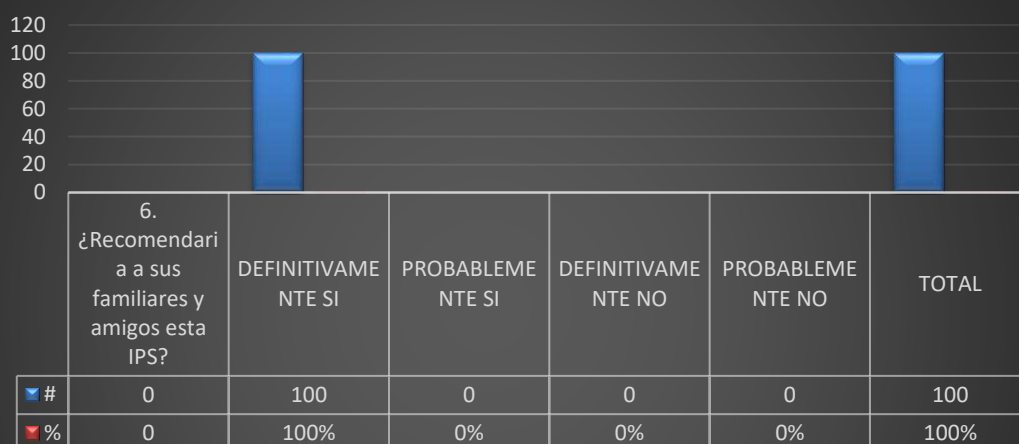 120
100
80
60
40
20
0
6.
¿Recomendari
a a sus
familiares y
amigos esta
IPS?
DEFINITIVAME
NTE SI
PROBABLEME
NTE SI
DEFINITIVAME
NTE NO
PROBABLEME
NTE NO
TOTAL
# 0 100 0 0 0 100
% 0 100% 0% 0% 0% 100%